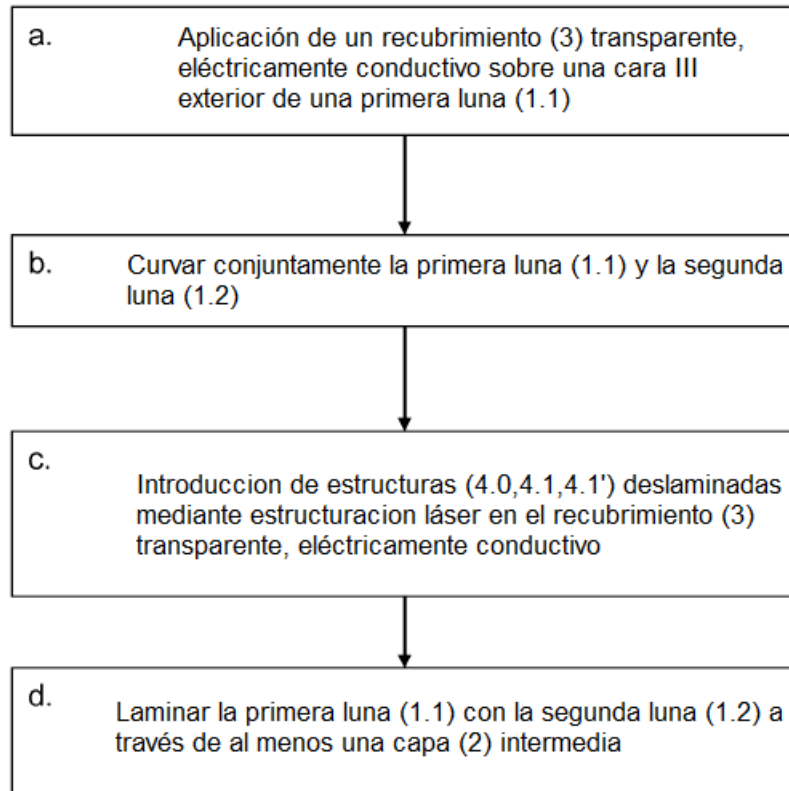 a. Aplicación de un recubrimiento (3) transparente,
eléctricamente conductivo sobre una cara III
exterior de una primera luna (1.1)
b. Curvar conjuntamente la primera luna (1.1) y la segunda
luna (1.2)
c.
Introduccion de estructuras (4.0,4.1,4.1') deslaminadas
mediante estructuracion láser en el recubrimiento (3)
transparente, eléctricamente conductivo
d.
Laminar la primera luna (1.1) con la segunda luna (1.2) a
través de al menos una capa (2) intermedia